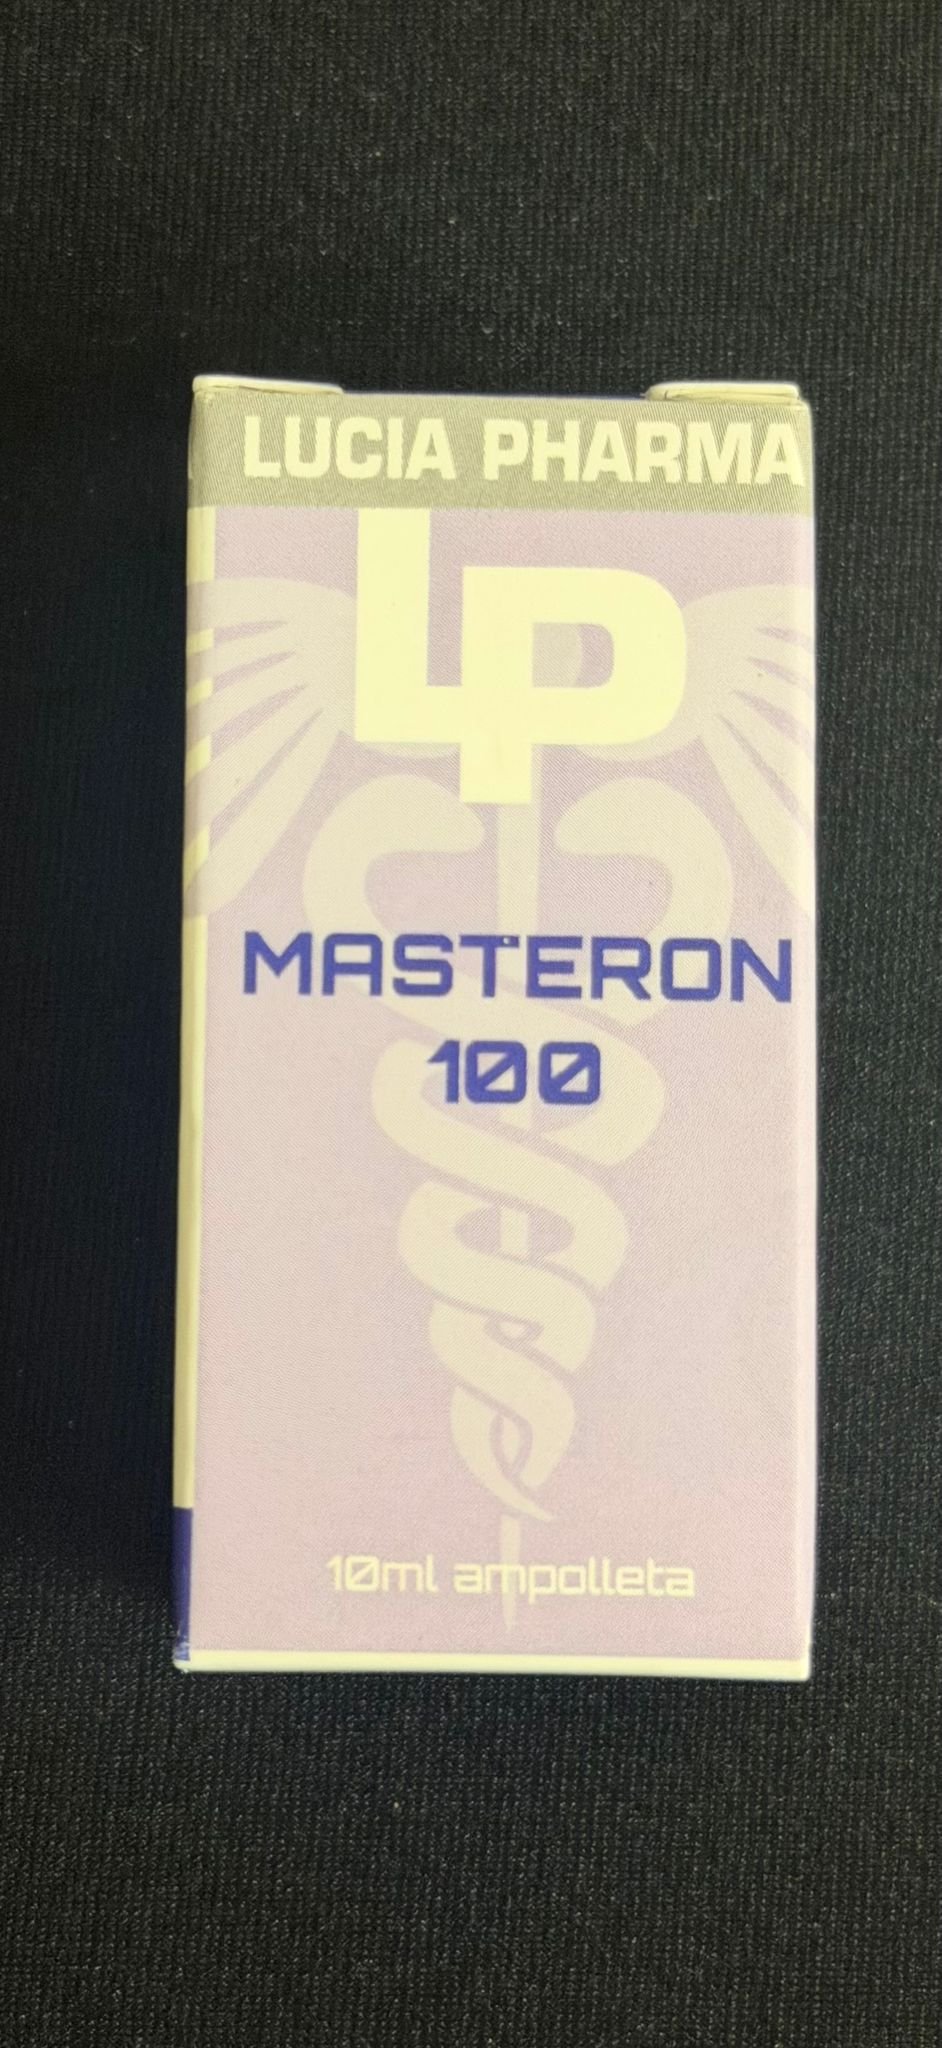 LUCIA PHARMA
LP
MASTERON
100
10ml ampolleta